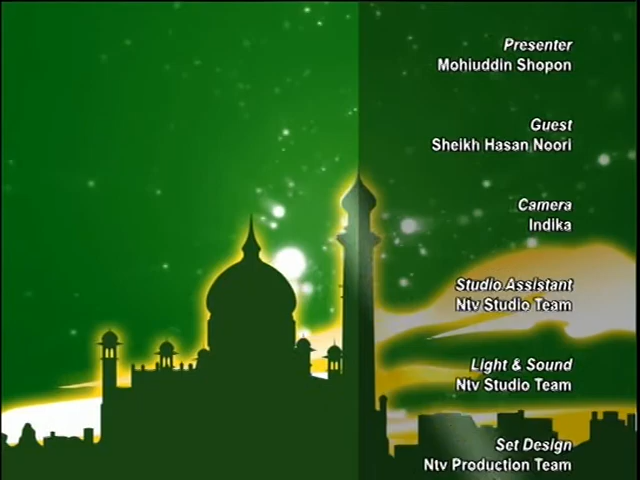 Presenter
Mohiuddin Shopon
Guest
Sheikh Hasan Noori
Camera
Indika
Studio Assistant
Ntv Studio Team
Light & Sound
Ntv Studio Team
Set Design
Ntv Production Team